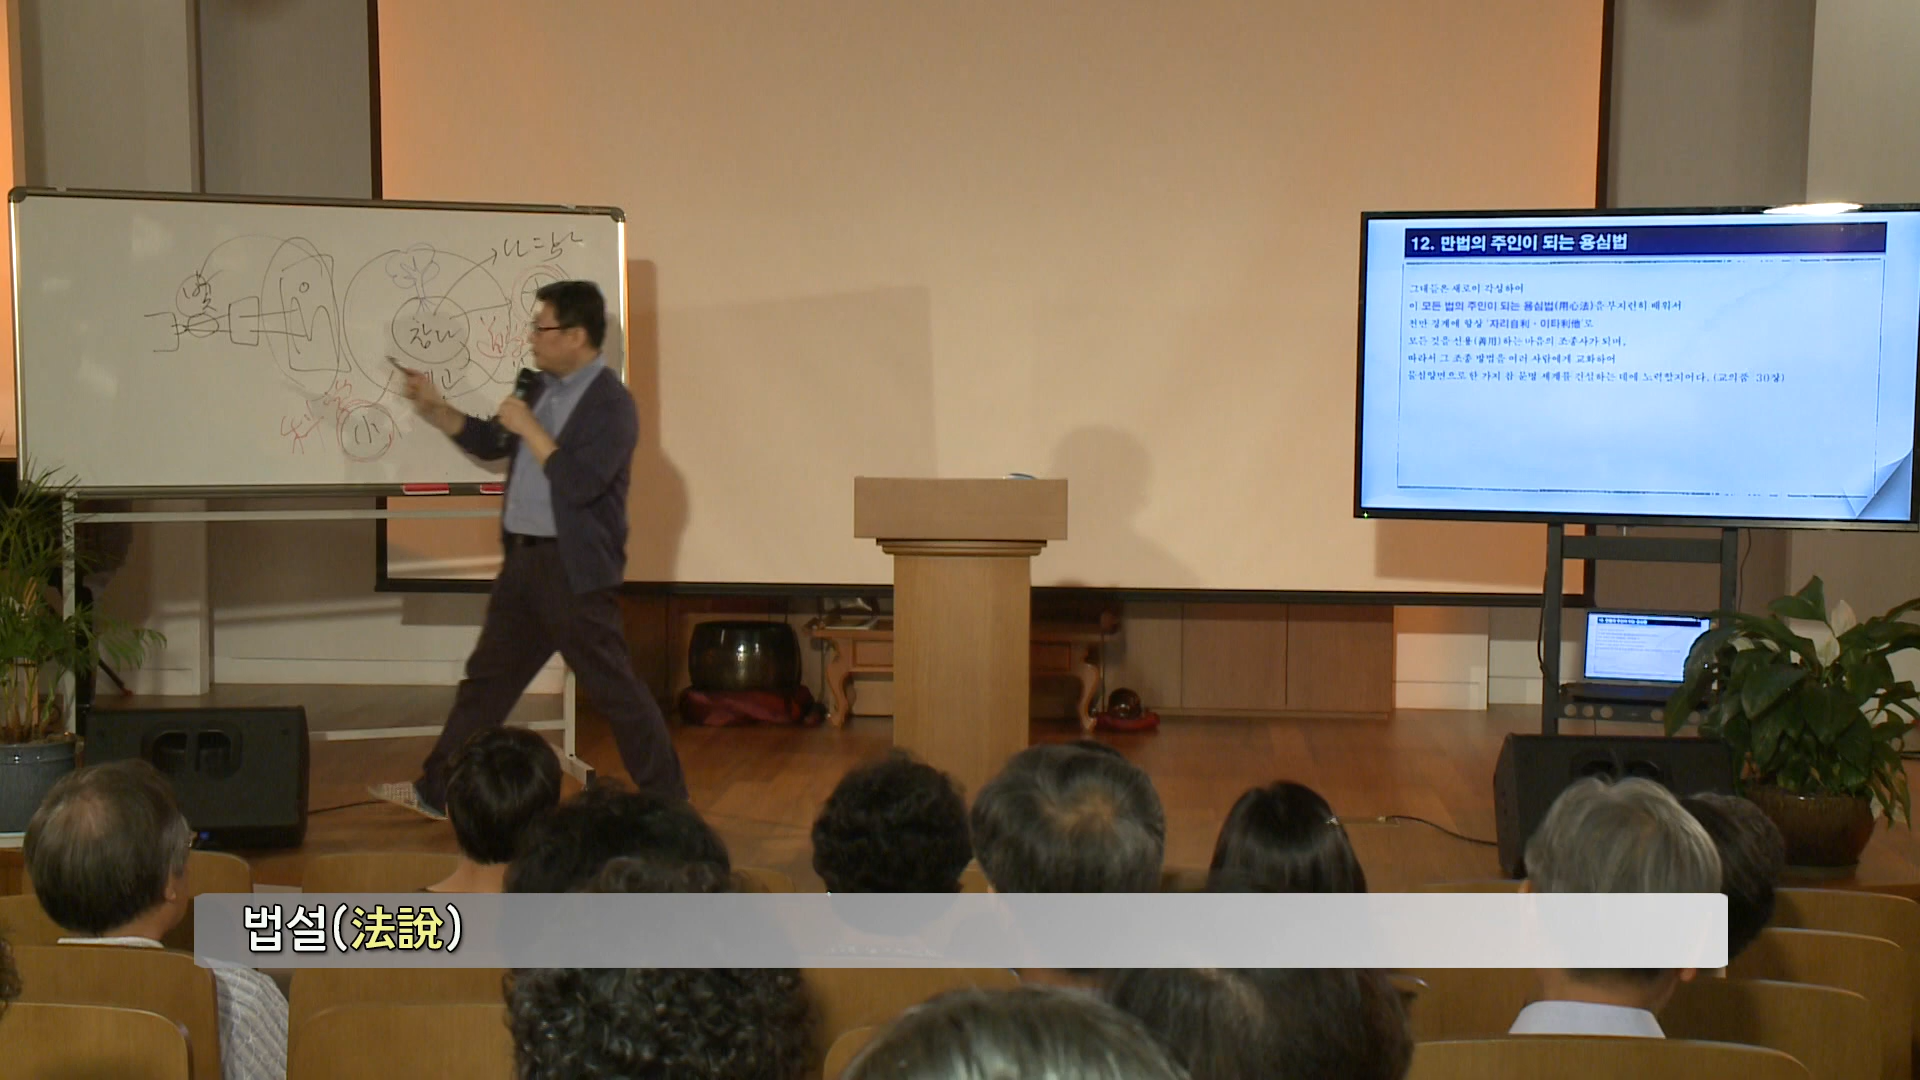 12. 만법의 주인이 되는 용심법
그대들은 새로이 각성하여
이 모든 법의 주인이 되는 용심법(用心法)을 부지런히 배워서
천만 경계에 항상 '자리自利·이타利他'로
모든 것을 선용(善用)하는 마음의 조종사가 되며,
따라서 그 조종 방법을 여러 사람에게 교화하여
물심양면으로 한 가지 참 문명 세계를 건설하는 데에 노력할지어다. (교의품 30장)
참나
小
법설(法說)